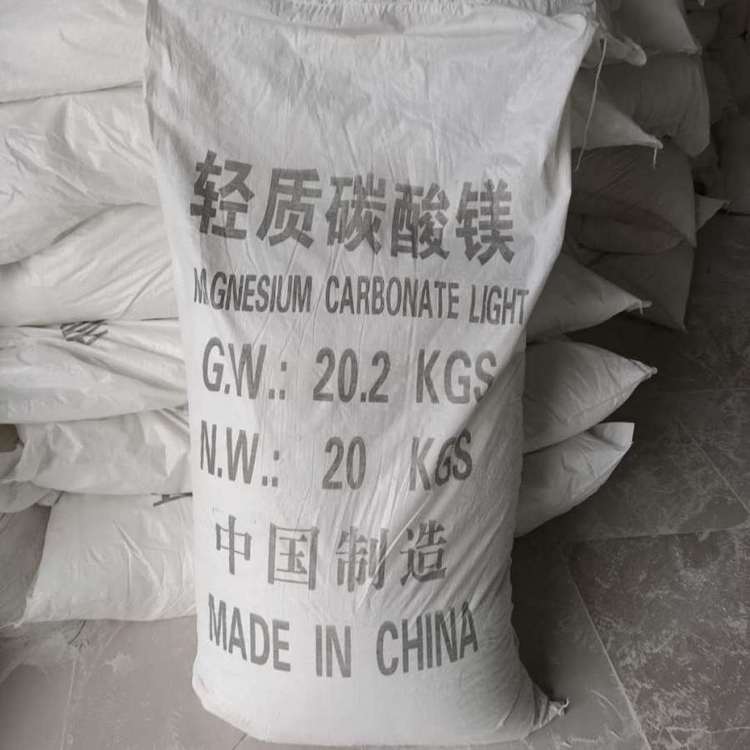 轻质碳酸镁
MAGNESIUM CARBONATE LIGHT
G.W.: 20.2 KGS
N.W.: 20 KGS
中国制造
MADE IN CHINA